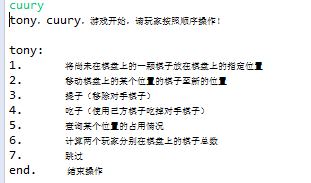 cuury
tony，cuury，游戏开始，请玩家按照顺序操作！
tony:
1. 将尚未在棋盘上的一颗棋子放在棋盘上的指定位置
2. 移动棋盘上的某个位置的棋子至新的位置
3. 提子（移除对手棋子）
4. 吃子（使用己方棋子吃掉对手棋子）
5. 查询某个位置的占用情况
6. 计算两个玩家分别在棋盘上的棋子总数
7. 跳过
end. 结束操作